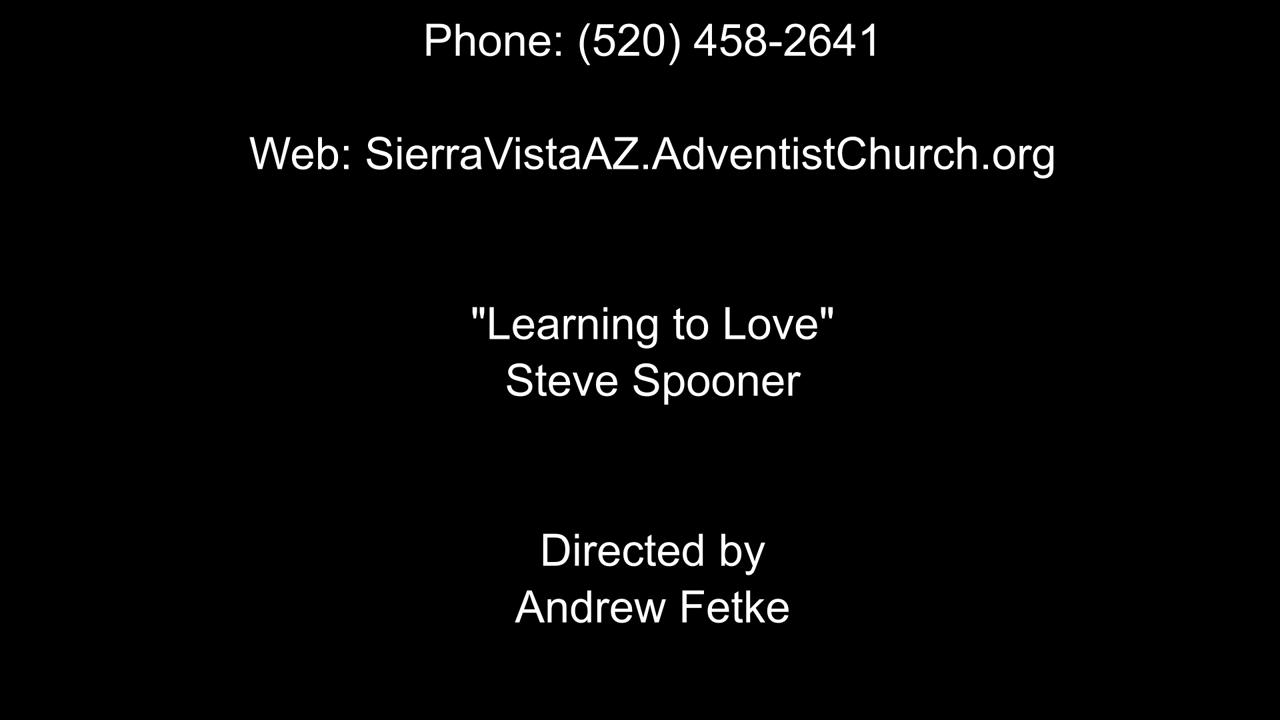 Phone: (520) 458-2641
Web: SierraVistaAZ.AdventistChurch.org
"Learning to Love"
Steve Spooner
Directed by
Andrew Fetke